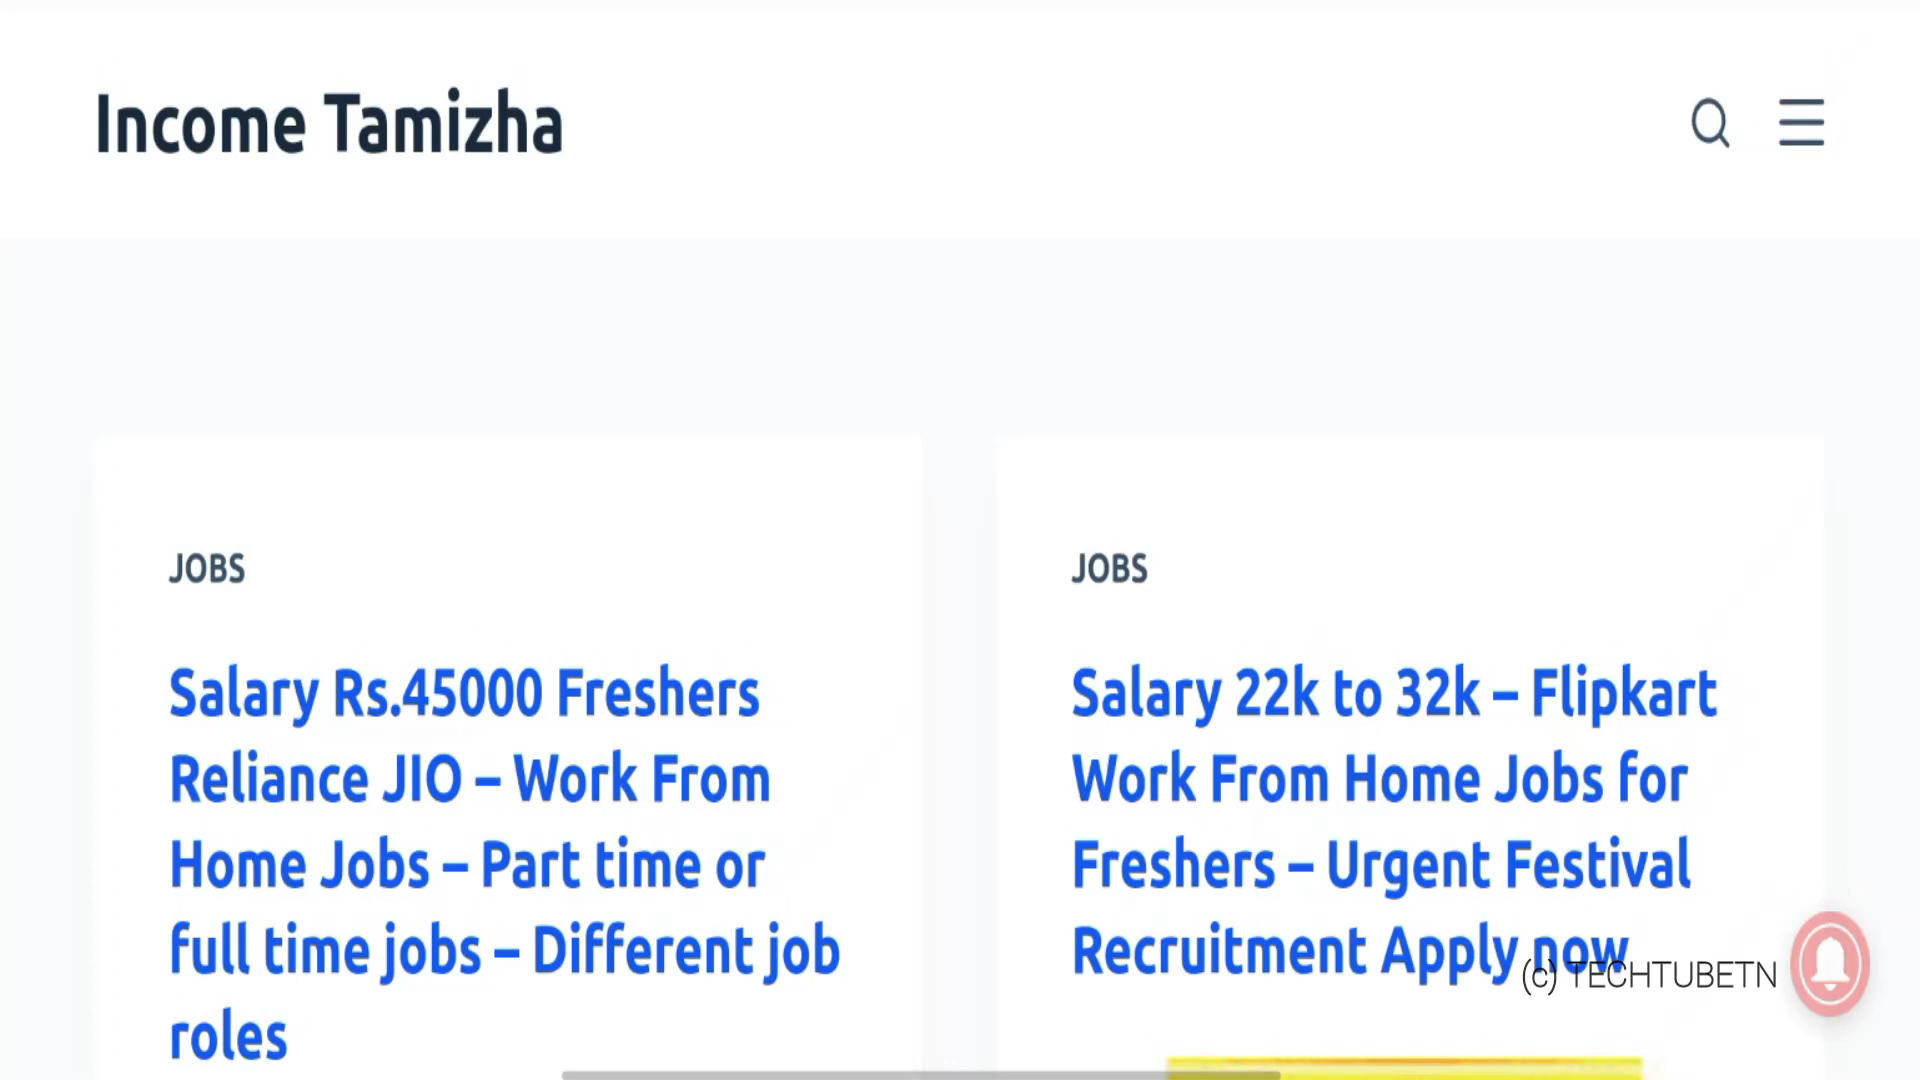 Income Tamizha
JOBS
Salary Rs.45000 Freshers
Reliance JIO – Work From
Home Jobs – Part time or
full time jobs – Different job
roles
JOBS
Salary 22k to 32k – Flipkart
Work From Home Jobs for
Freshers – Urgent Festival
Recruitment Apply now
(c) TECHTUBETN